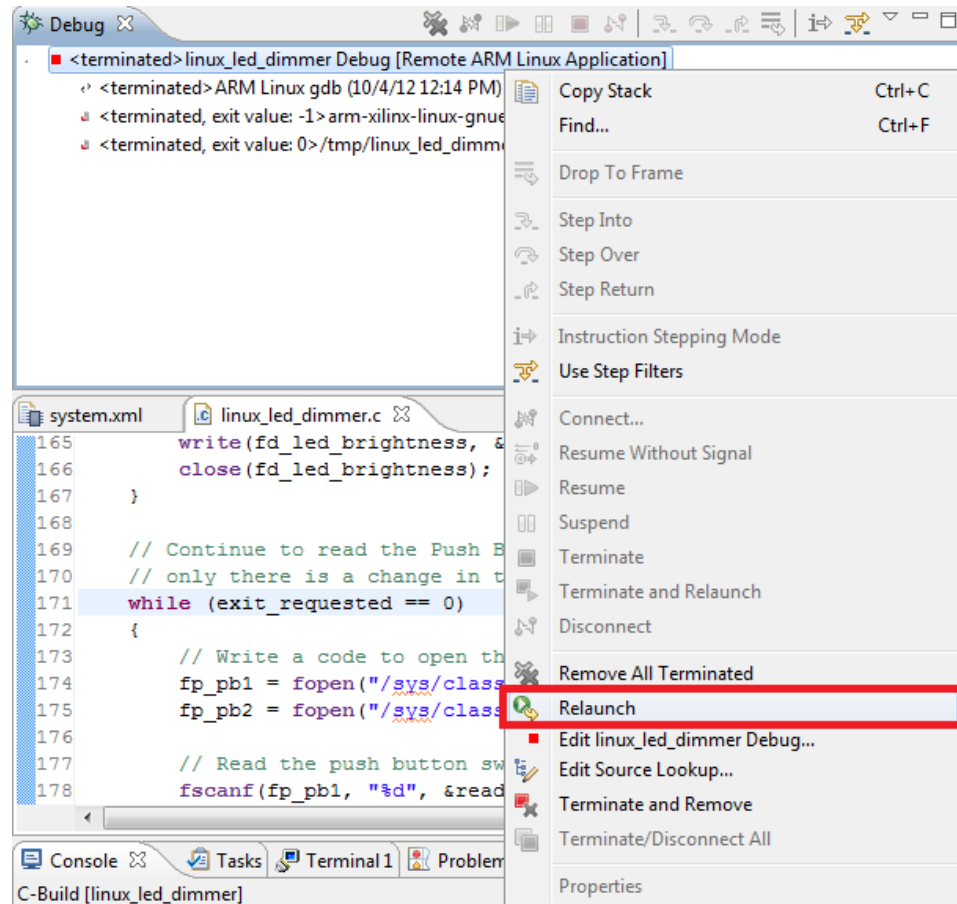 Debug
<terminated>linux_led_dimmer Debug [Remote ARM Linux Application]
<terminated>ARM Linux gdb (10/4/12 12:14 PM)
<terminated, exit value: -1>arm-xilinx-linux-gnue
<terminated, exit value: 0>/tmp/linux_led_dimme
Copy Stack Ctrl+C
Find... Ctrl+F
Drop To Frame
Step Into
Step Over
Step Return
Instruction Stepping Mode
Use Step Filters
Connect...
Resume Without Signal
Resume
Suspend
Terminate
Terminate and Relaunch
Disconnect
Remove All Terminated
Relaunch
Edit linux_led_dimmer Debug...
Edit Source Lookup...
Terminate and Remove
Terminate/Disconnect All
Properties
system.xml linux_led_dimmer.c
165 write(fd_led_brightness, &
166 close(fd_led_brightness);
167 }
168
169 // Continue to read the Push B
170 // only there is a change in t
171 while (exit_requested == 0)
172 {
173 // Write a code to open th
174 fp_pb1 = fopen("/sys/class
175 fp_pb2 = fopen("/sys/class
176
177 // Read the push button sw
178 fscanf(fp_pb1, "%d", &read
Console Tasks Terminal 1 Problem
C-Build [linux_led_dimmer]